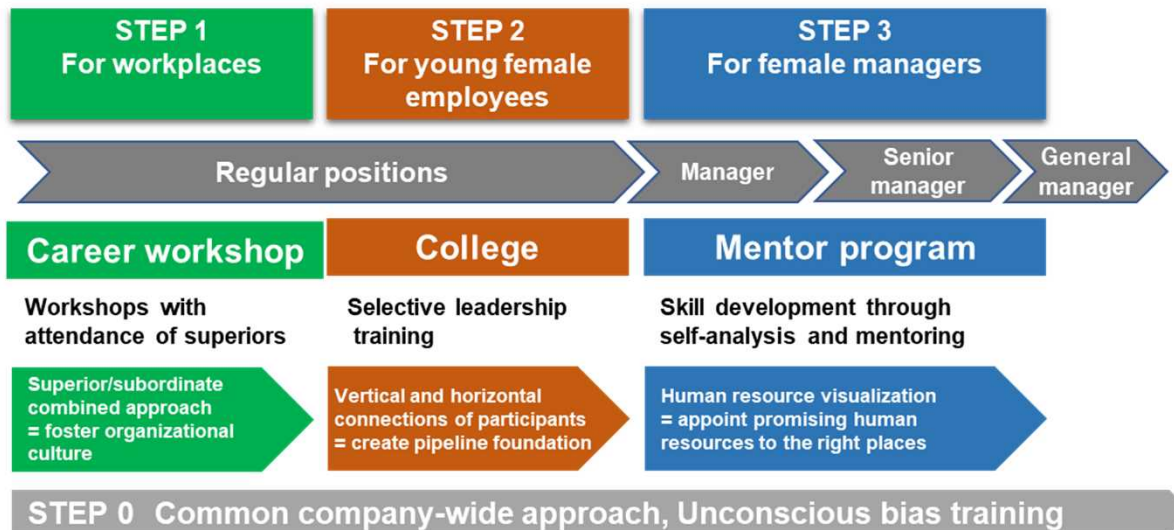 STEP 1
For workplaces
STEP 2
For young female
employees
STEP 3
For female managers
Regular positions
Manager
Senior
manager
General
manager
Career workshop
College
Mentor program
Workshops with
attendance of superiors
Selective leadership
training
Skill development through
self-analysis and mentoring
Superior/subordinate
combined approach
= foster organizational
culture
Vertical and horizontal
connections of participants
= create pipeline foundation
Human resource visualization
= appoint promising human
resources to the right places
STEP 0 Common company-wide approach, Unconscious bias training